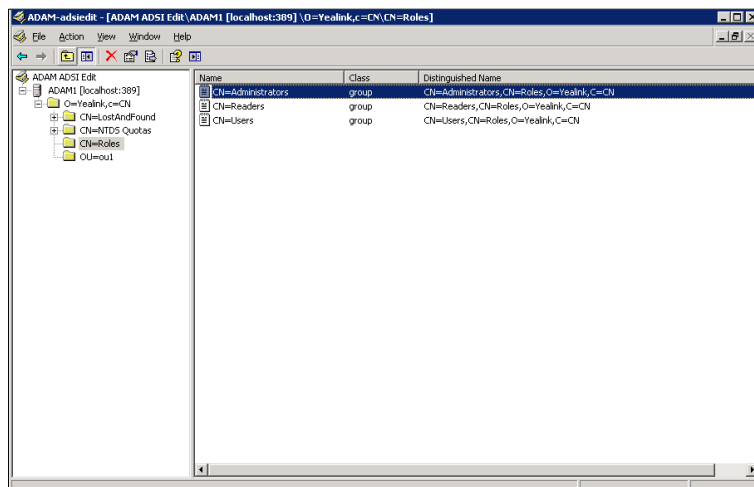 ADAM-adsiedit - [ADAM ADSI Edit\ADAM1 [localhost:389] \O=Yealink,c=CN\CN=Roles]
File Action View Window Help
ADAM ADSI Edit
ADAM1 [localhost:389]
O=Yealink,c=CN
CN=LostAndFound
CN=NTDS Quotas
CN=Roles
OU=ou1
Name Class Distinguished Name
CN=Administrators group CN=Administrators,CN=Roles,O=Yealink,C=CN
CN=Readers group CN=Readers,CN=Roles,O=Yealink,C=CN
CN=Users group CN=Users,CN=Roles,O=Yealink,C=CN